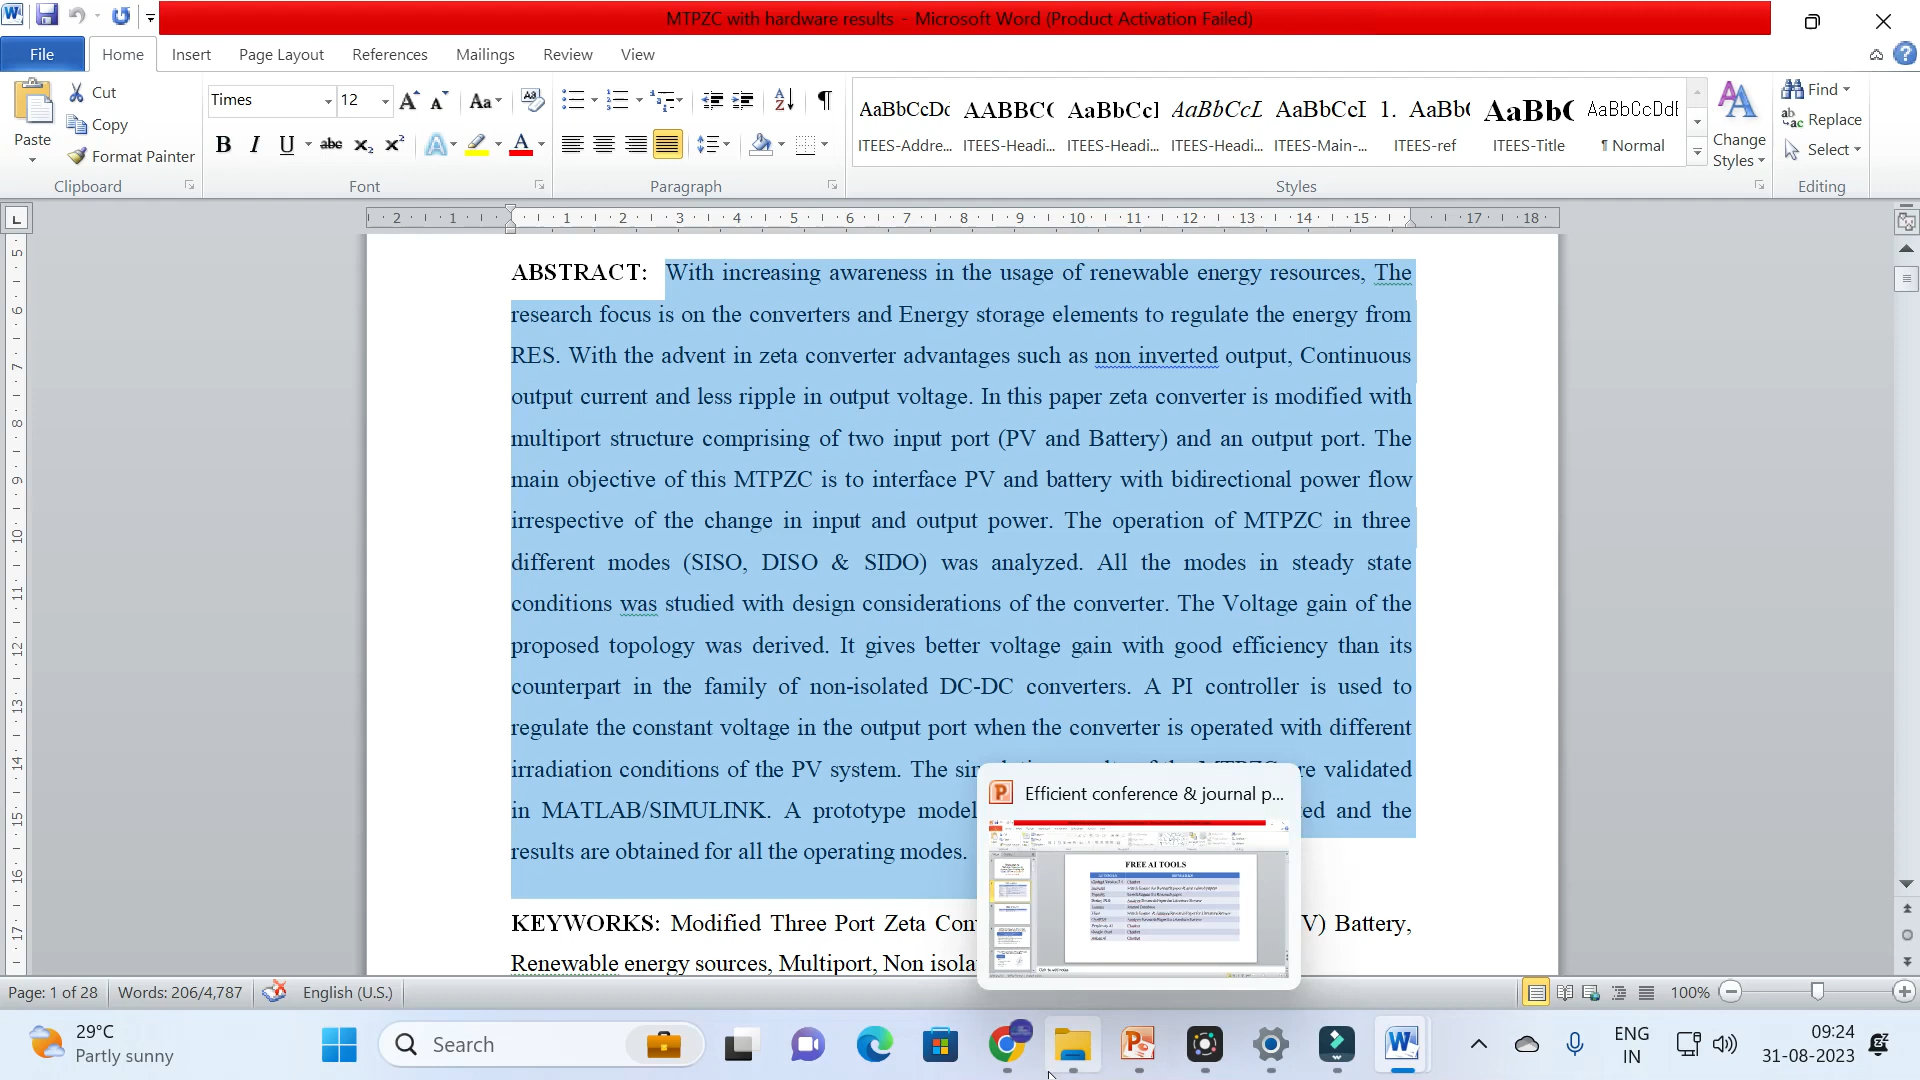 MTPZC with hardware results - Microsoft Word (Product Activation Failed)
File Home Insert Page Layout References Mailings Review View
Paste
Cut
Copy
Format Painter
Clipboard
Times 12
Font
Paragraph
AaBbCcDc AABBC( AaBbCcI AaBbCcL AaBbCcI 1. AaBb( AaBb( AaBbCcDdE
ITEES-Addre... ITEES-Headi... ITEES-Headi... ITEES-Headi... ITEES-Main-... ITEES-ref ITEES-Title ¶ Normal
Styles
Change
Styles
Find
Replace
Select
Editing
ABSTRACT: With increasing awareness in the usage of renewable energy resources, The
research focus is on the converters and Energy storage elements to regulate the energy from
RES. With the advent in zeta converter advantages such as non inverted output, Continuous
output current and less ripple in output voltage. In this paper zeta converter is modified with
multiport structure comprising of two input port (PV and Battery) and an output port. The
main objective of this MTPZC is to interface PV and battery with bidirectional power flow
irrespective of the change in input and output power. The operation of MTPZC in three
different modes (SISO, DISO & SIDO) was analyzed. All the modes in steady state
conditions was studied with design considerations of the converter. The Voltage gain of the
proposed topology was derived. It gives better voltage gain with good efficiency than its
counterpart in the family of non-isolated DC-DC converters. A PI controller is used to
regulate the constant voltage in the output port when the converter is operated with different
irradiation conditions of the PV system. The validated
in MATLAB/SIMULINK. A prototype model and the
results are obtained for all the operating modes.
KEYWORKS: Modified Three Port Zeta V) Battery,
Renewable energy sources, Multiport, Non
Efficient conference & journal p...
FREE AI TOOLS
Page: 1 of 28 Words: 206/4,787 English (U.S.) 100%
29°C
Partly sunny
Search
ENG
IN
09:24
31-08-2023